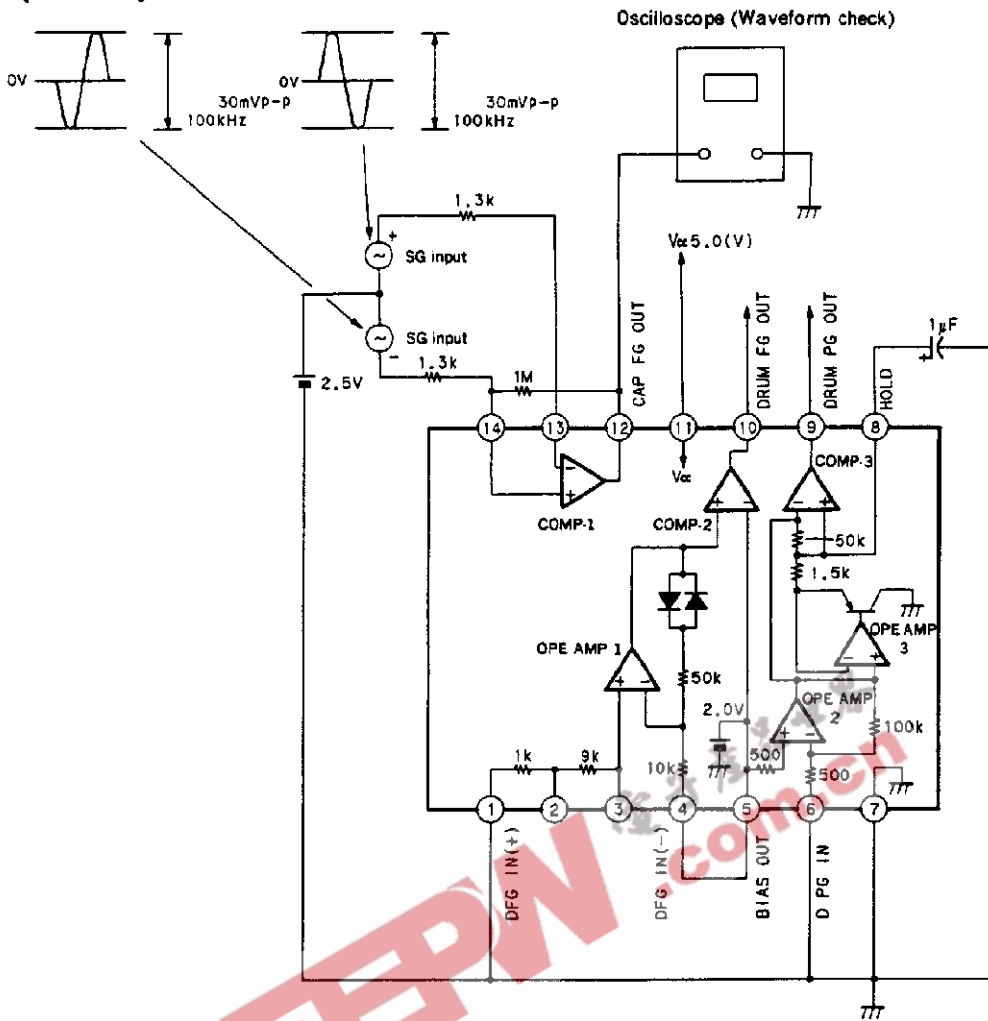 Oscilloscope (Waveform check)
0V
30mVp-p
100kHz
0V
30mVp-p
100kHz
1.3k
+
SG input
SG input
-
1.3k
1M
2.5V
CAP FG OUT
Vcc 5.0(V)
DRUM FG OUT
DRUM PG OUT
HOLD
1μF
+
14
13
12
11
10
9
8
Vcc
-
+
COMP-1
COMP-2
+
-
COMP-3
-
+
50k
1.5k
OPE AMP 1
+
-
50k
OPE AMP
3
-
+
2.0V
OPE AMP
2
+
-
100k
1k
9k
10k
500
500
1
2
3
4
5
6
7
DFG IN(+)
DFG IN(-)
BIAS OUT
D PG IN
.com.cn